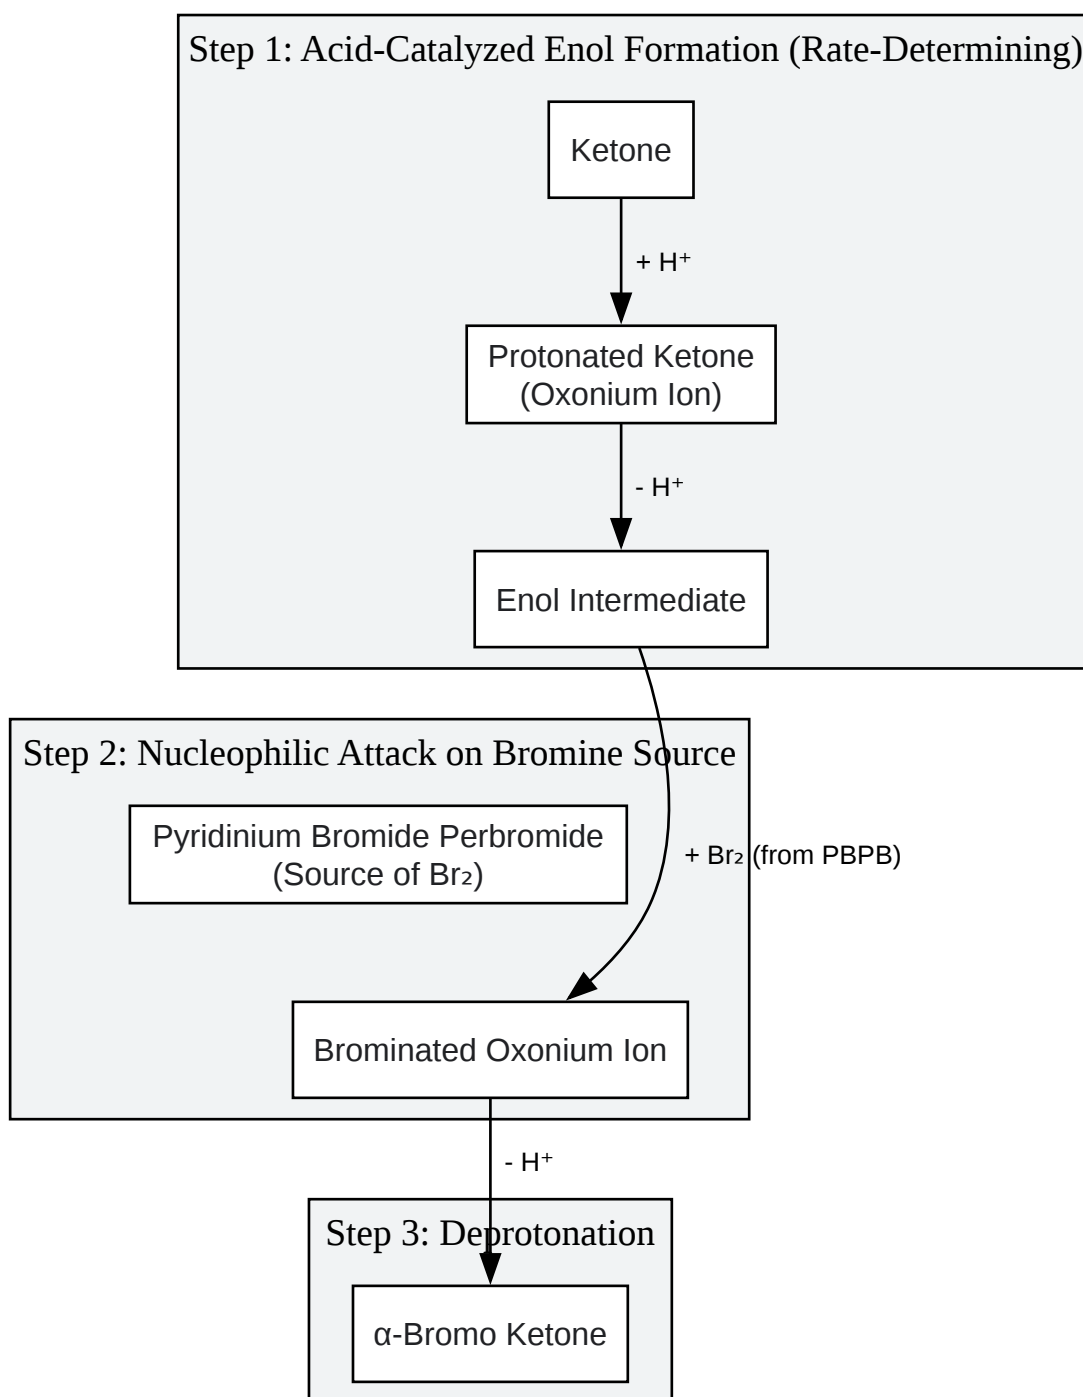 Step 1: Acid-Catalyzed Enol Formation (Rate-Determining)
Ketone
+ H⁺
Protonated Ketone
(Oxonium Ion)
- H⁺
Enol Intermediate
Step 2: Nucleophilic Attack on Bromine Source
Pyridinium Bromide Perbromide
(Source of Br₂)
+ Br₂ (from PBPB)
Brominated Oxonium Ion
- H⁺
Step 3: Deprotonation
α-Bromo Ketone